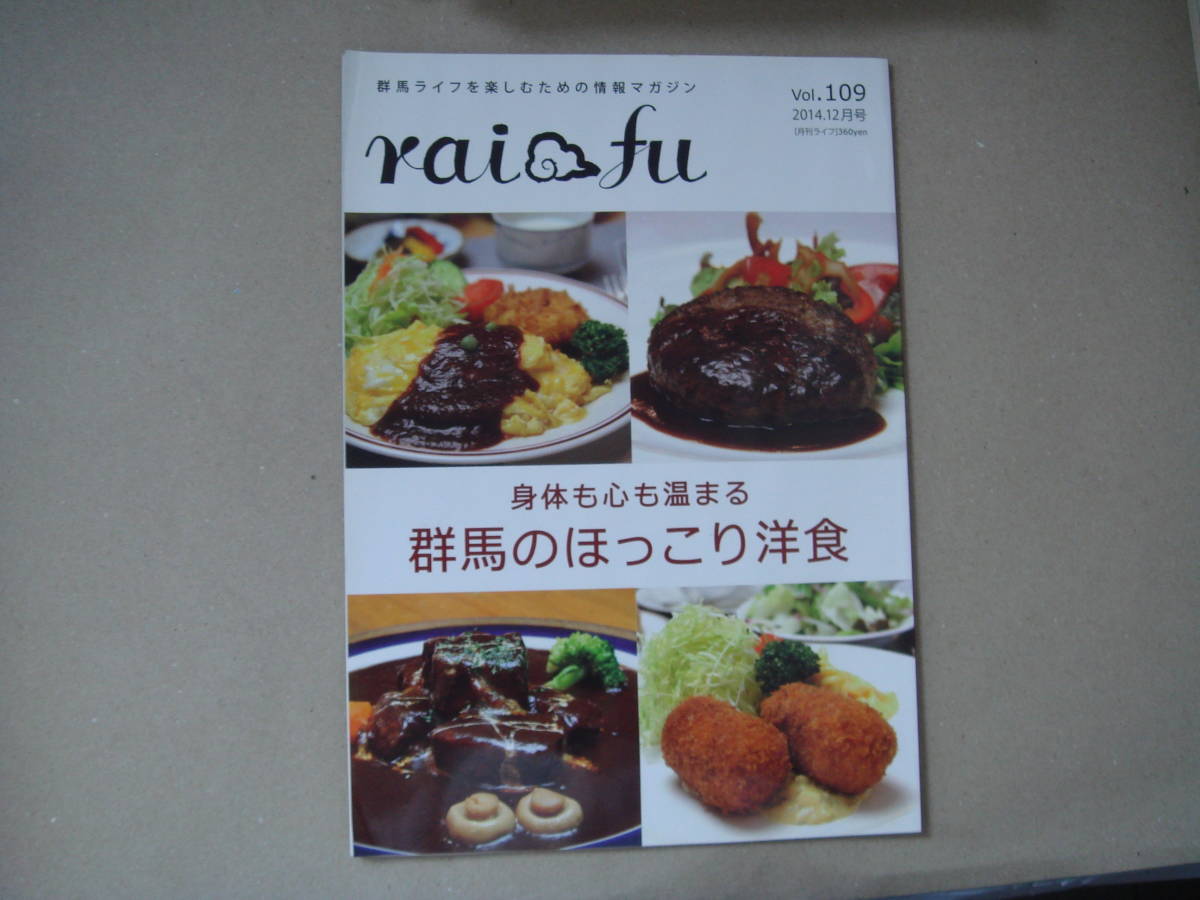 群馬ライフを楽しむための情報マガジン
Vol.109
2014.12月号
[月刊ライフ]360yen
rai fu
身体も心も温まる
群馬のほっこり洋食